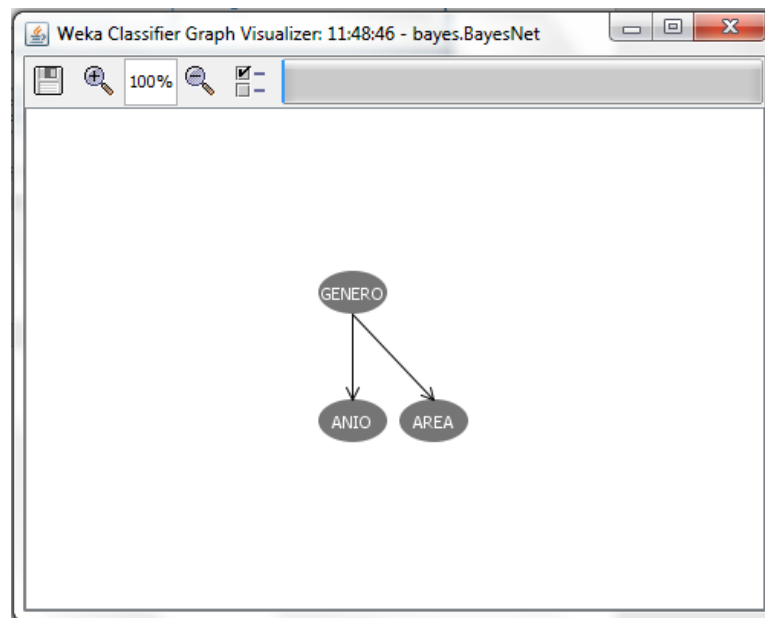 Weka Classifier Graph Visualizer: 11:48:46 - bayes.BayesNet
100%
GENERO
ANIO AREA